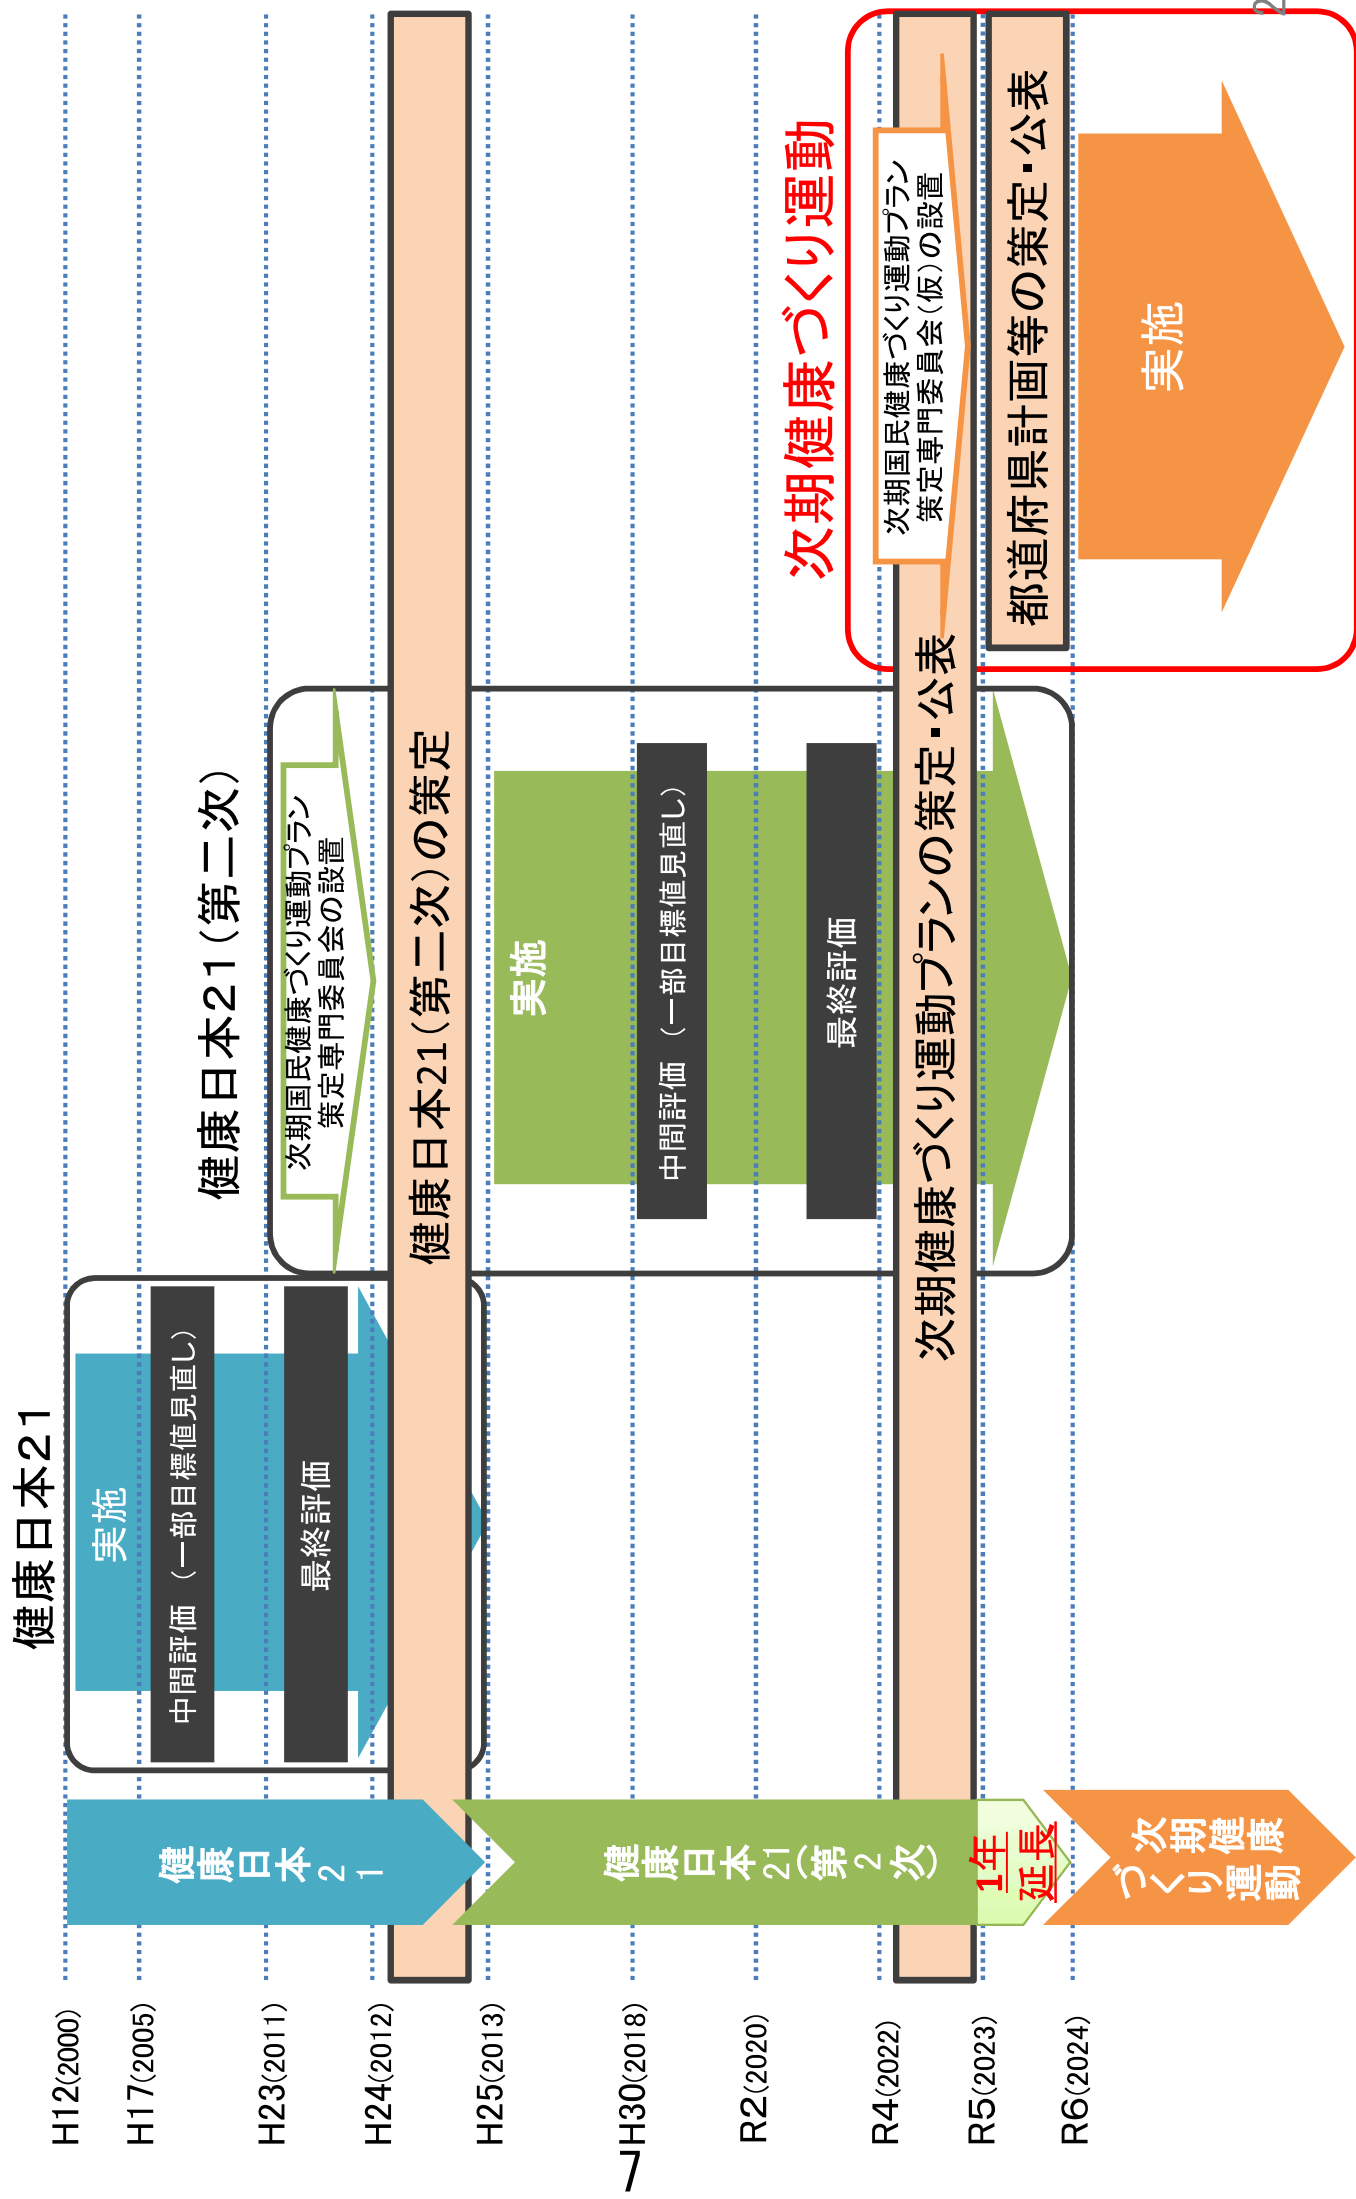 健康日本21
実施
中間評価（一部目標値見直し）
最終評価
健康日本21（第二次）
次期国民健康づくり運動プラン
策定専門委員会の設置
健康日本21（第二次）の策定
実施
中間評価（一部目標値見直し）
最終評価
次期健康づくり運動プランの策定・公表
次期健康づくり運動
次期国民健康づくり運動プラン
策定専門委員会（仮）の設置
都道府県計画等の策定・公表
実施
健康日本21
健康日本21（第2次）
1年
延長
次期健康
づくり運動
H12(2000)
H17(2005)
H23(2011)
H24(2012)
H25(2013)
H30(2018)
R2(2020)
R4(2022)
R5(2023)
R6(2024)
7
2